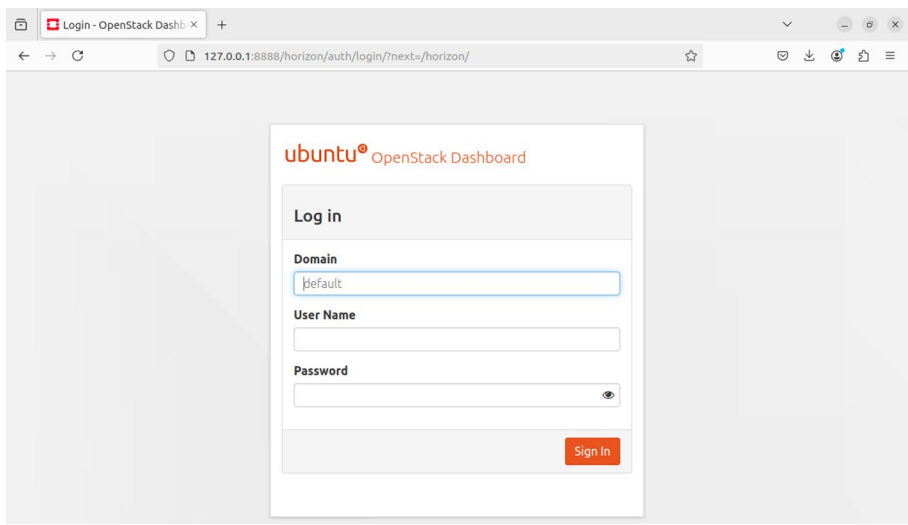 Login - OpenStack Dashb
127.0.0.1:8888/horizon/auth/login/?next=/horizon/
ubuntu OpenStack Dashboard
Log in
Domain
default
User Name
Password
Sign In